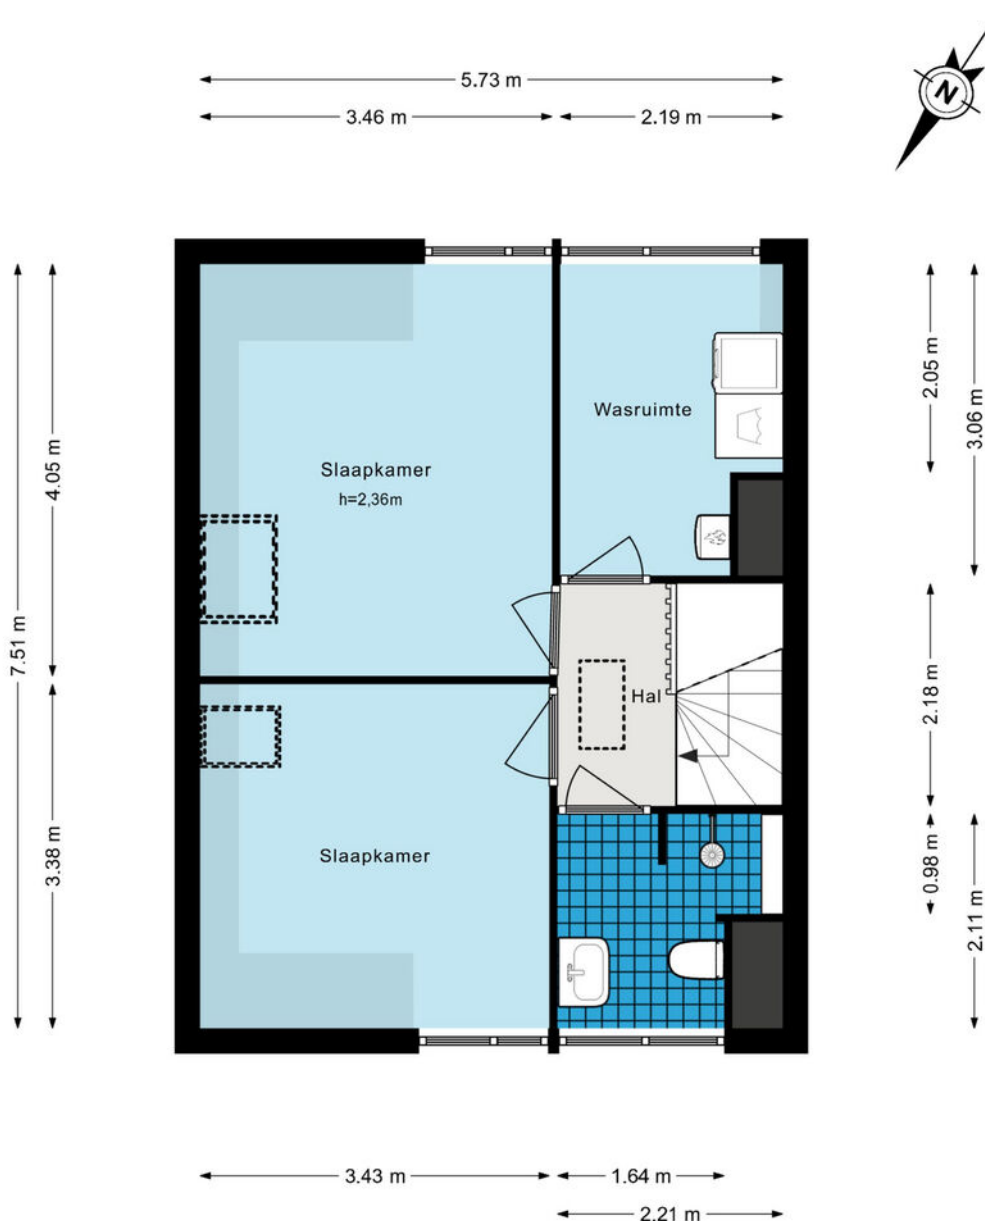 5.73 m
3.46 m
2.19 m
N
7.51 m
4.05 m
3.38 m
2.05 m
3.06 m
2.18 m
0.98 m
2.11 m
Wasruimte
Slaapkamer
h=2,36m
Hal
Slaapkamer
3.43 m
1.64 m
2.21 m